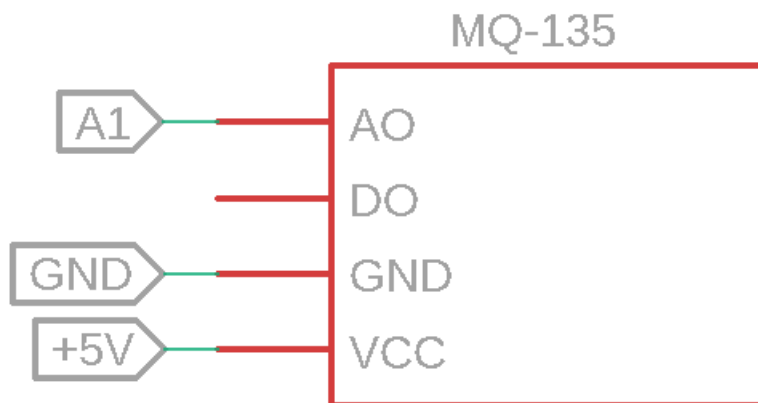 MQ-135
A1 AO
DO
GND GND
+5V VCC